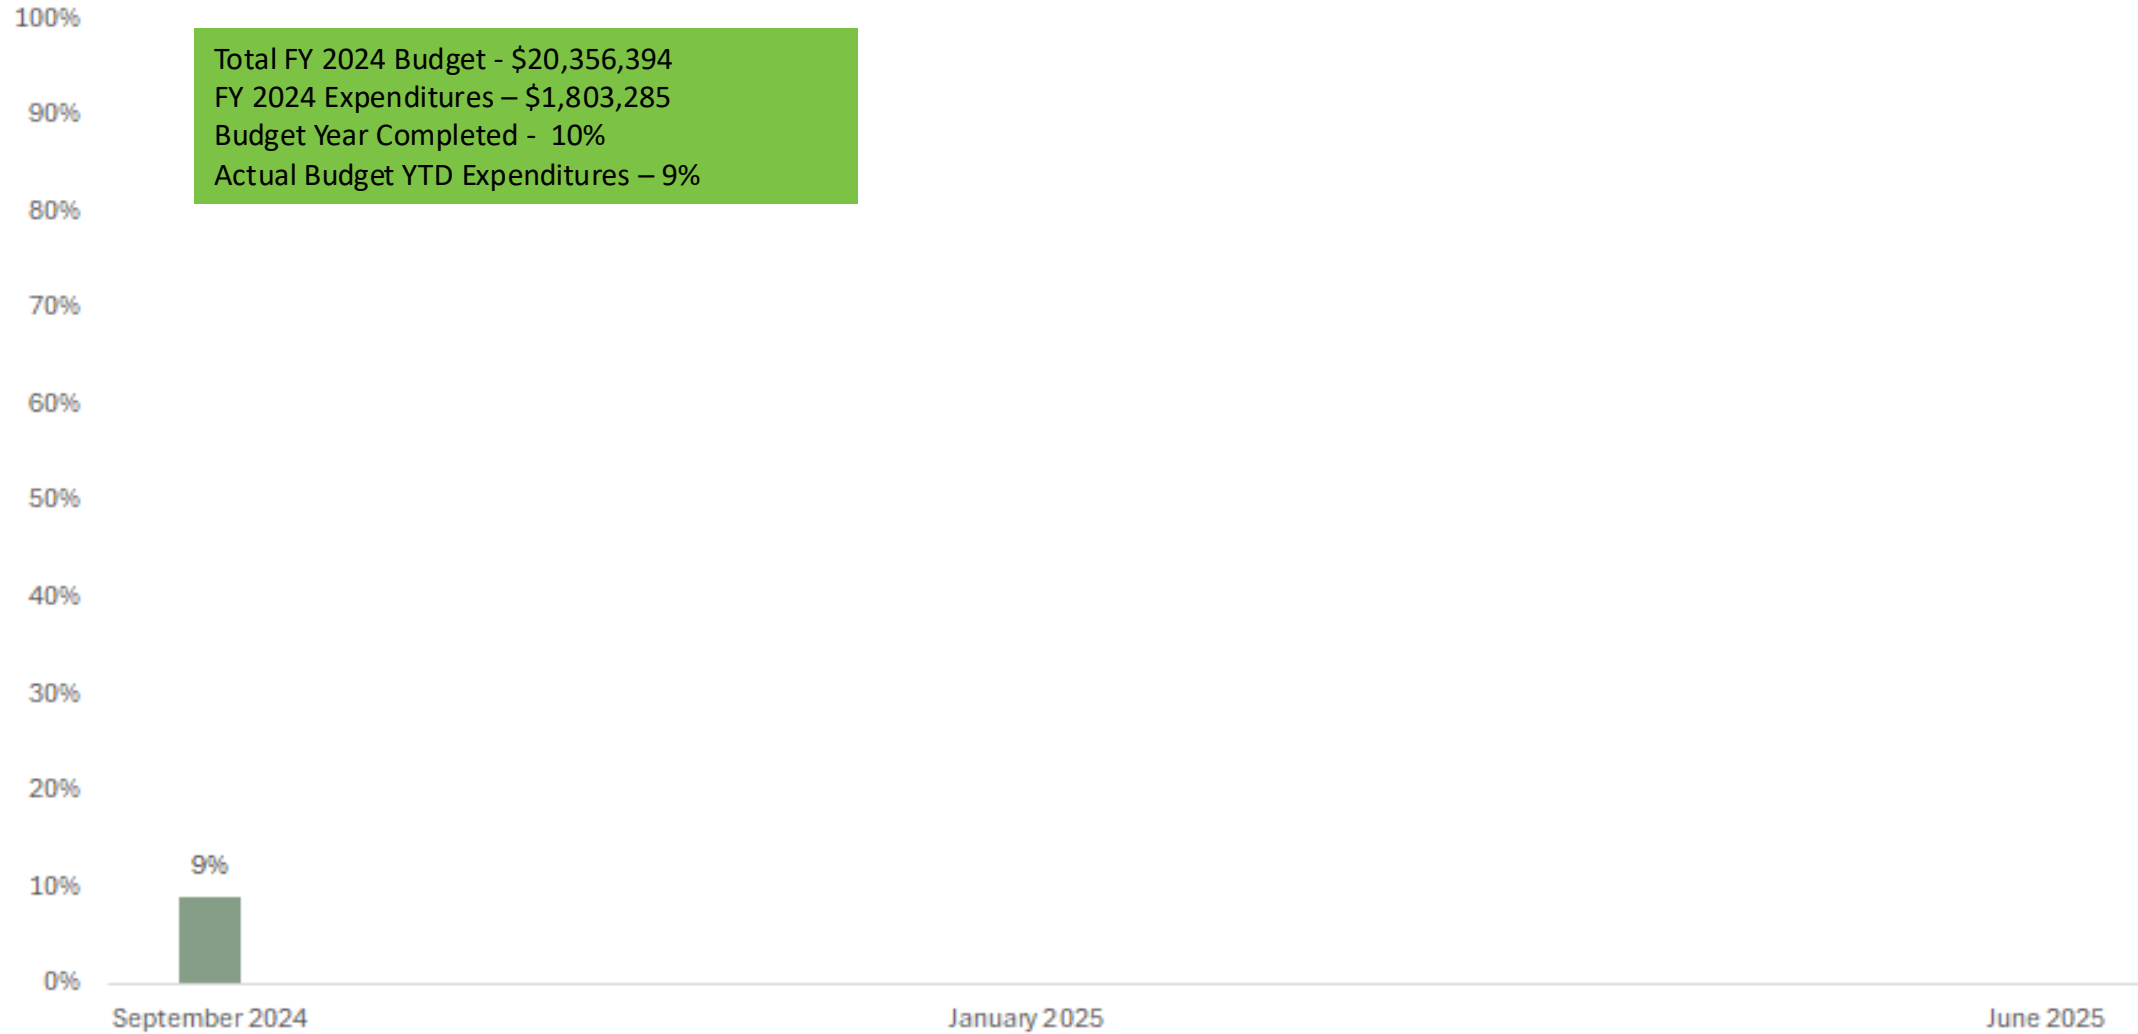 100%
Total FY 2024 Budget - $20,356,394
FY 2024 Expenditures – $1,803,285
90%
Budget Year Completed -  10%
Actual Budget YTD Expenditures – 9%
80%
70%
60%
50%
40%
30%
20%
9%
10%
0%
September 2024 January 2025 June 2025